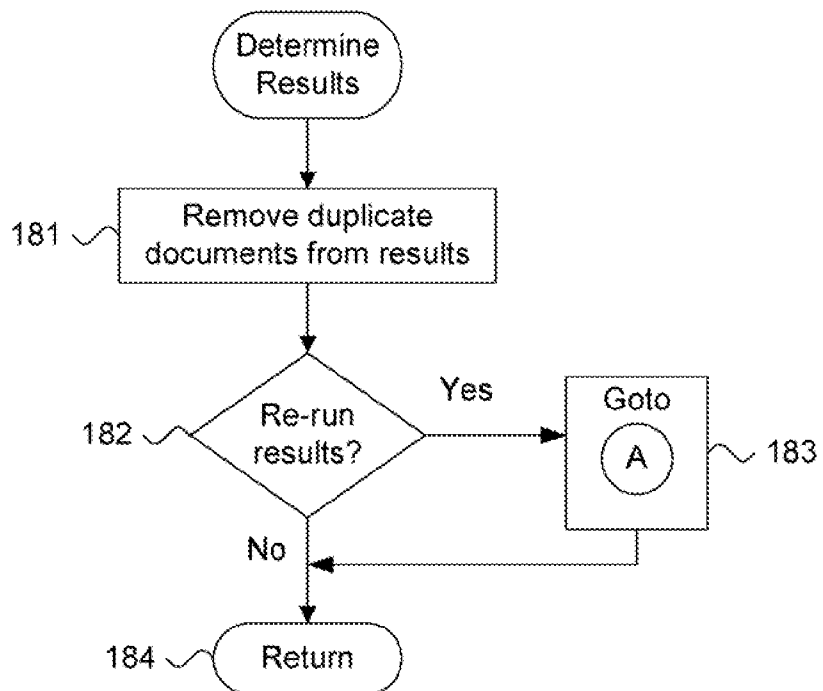 Determine
Results
181
Remove duplicate
documents from results
182
Re-run
results?
Yes
Goto
A
183
No
184
Return